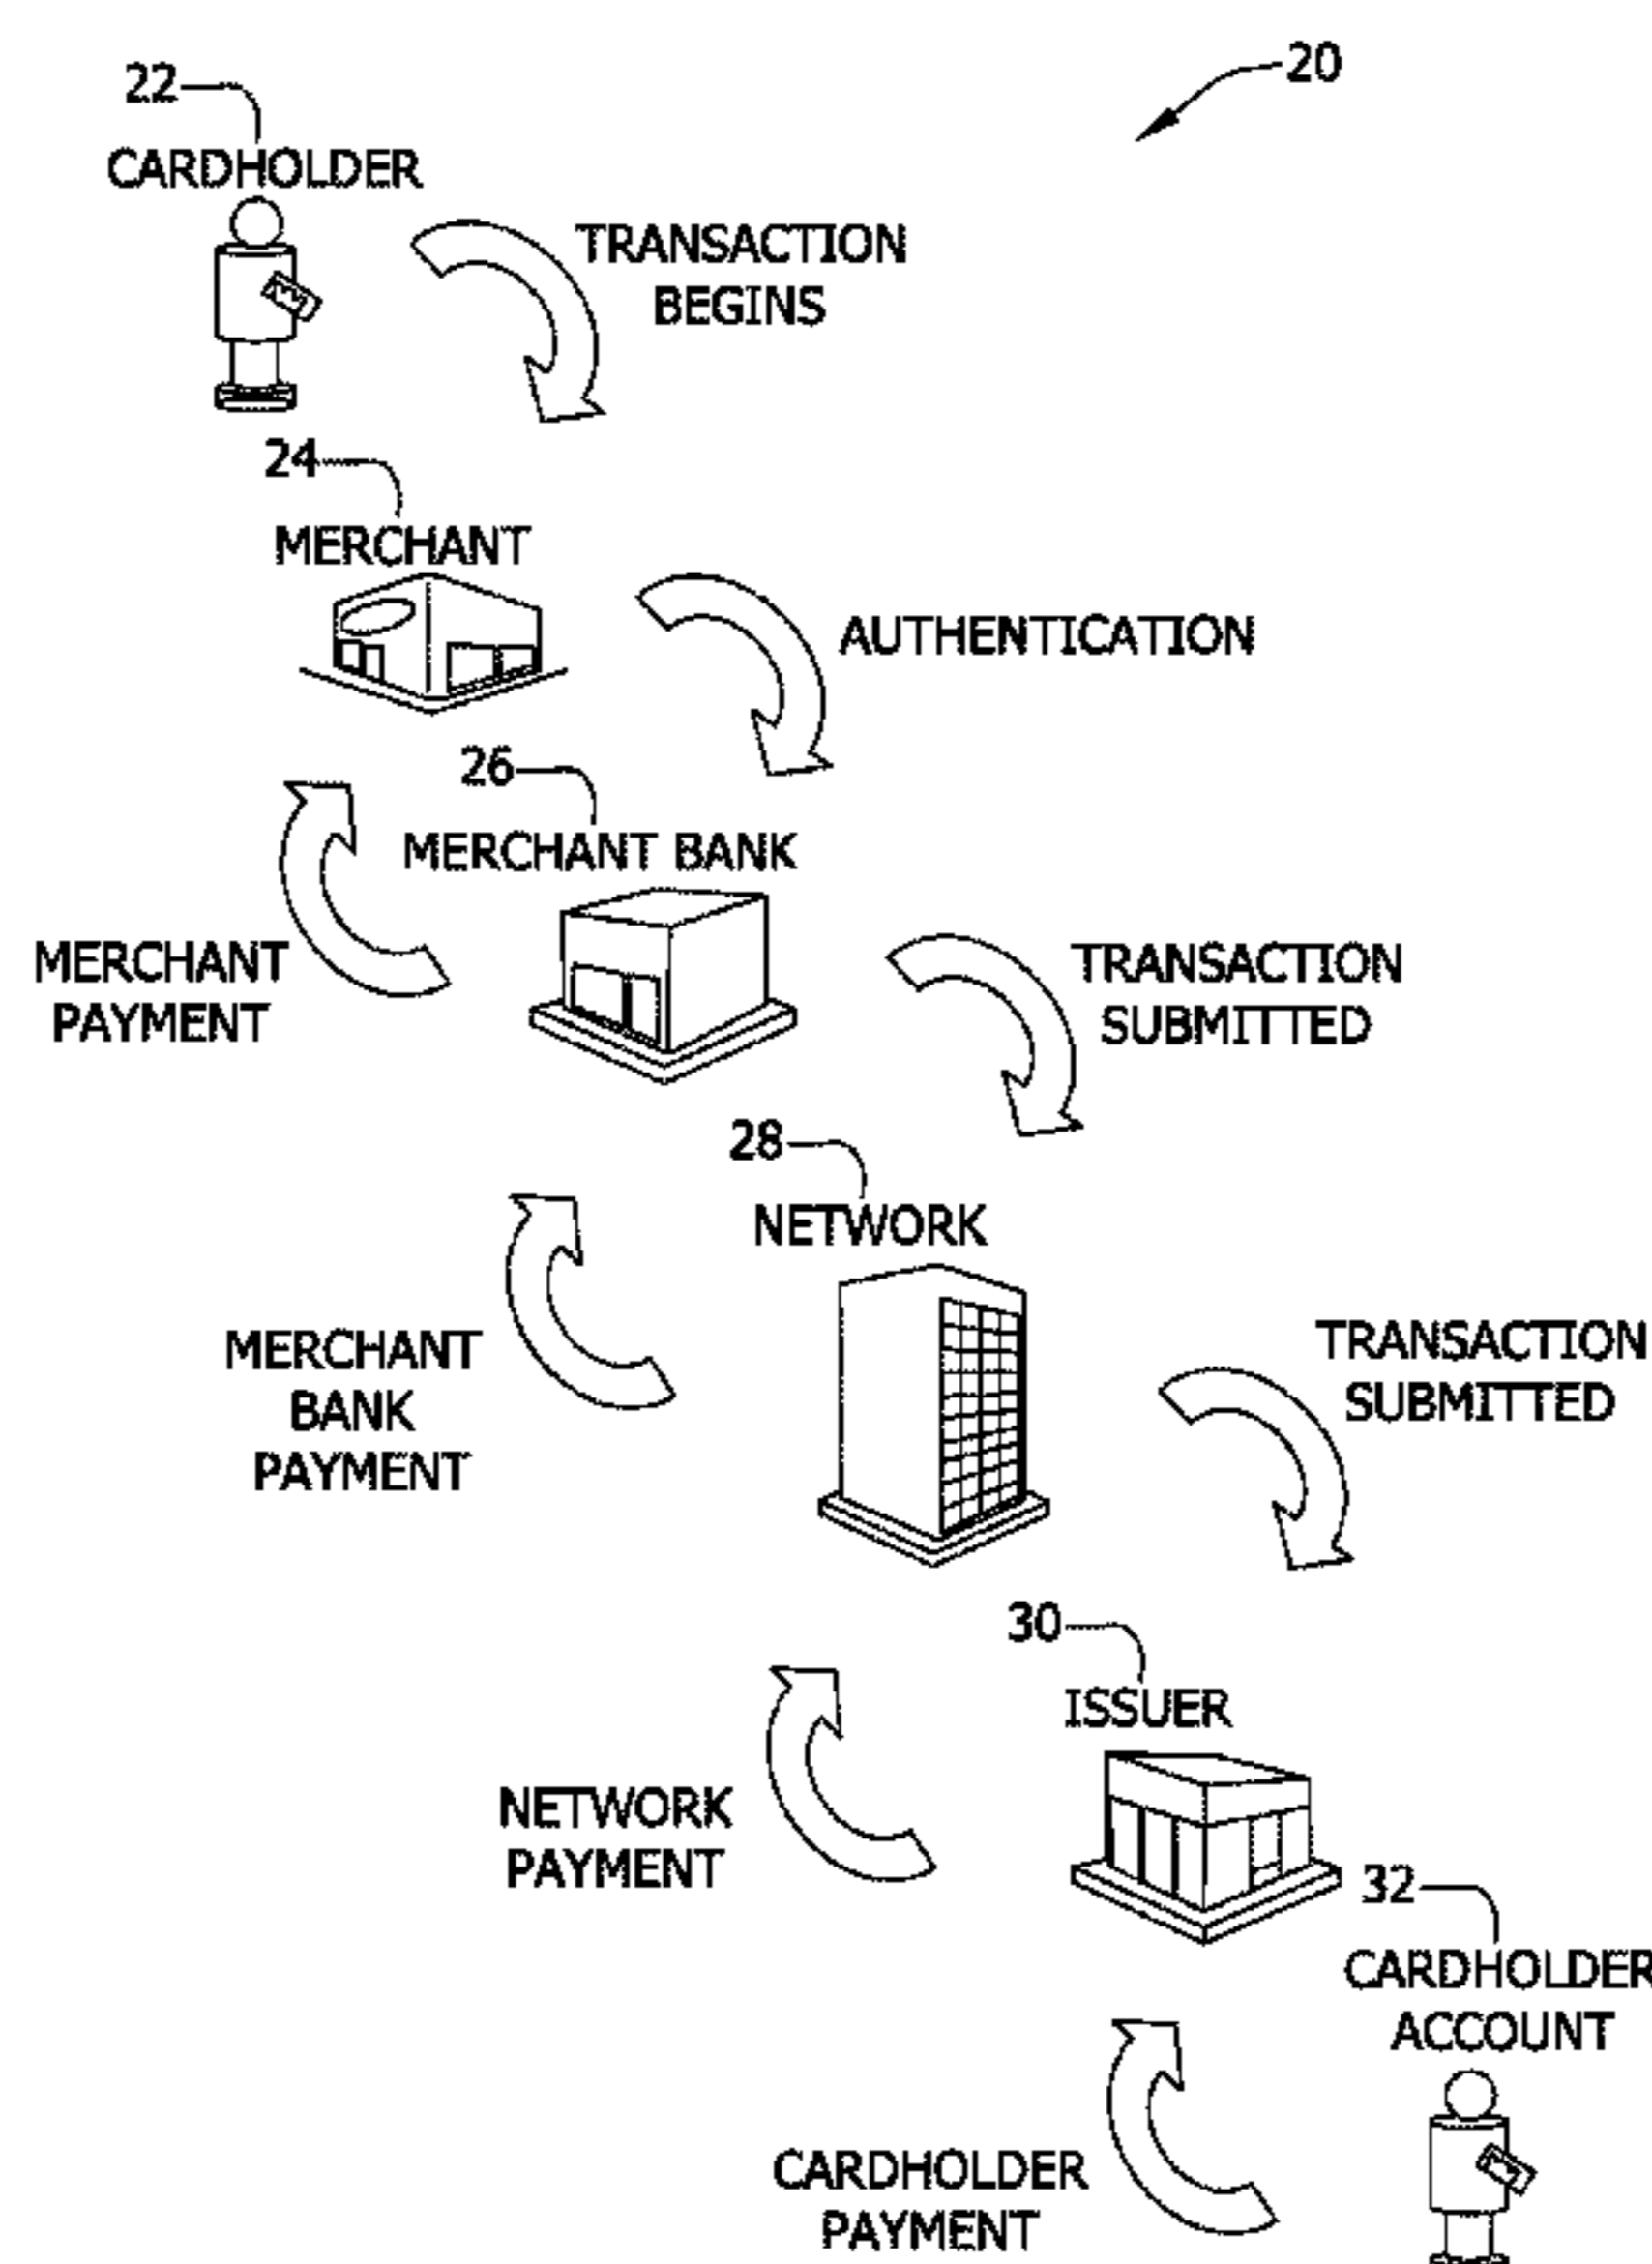 20
22
CARDHOLDER
TRANSACTION
BEGINS
24
MERCHANT
AUTHENTICATION
26
MERCHANT BANK
MERCHANT
PAYMENT
TRANSACTION
SUBMITTED
28
NETWORK
MERCHANT
BANK
PAYMENT
TRANSACTION
SUBMITTED
30
ISSUER
NETWORK
PAYMENT
32
CARDHOLDER
ACCOUNT
CARDHOLDER
PAYMENT